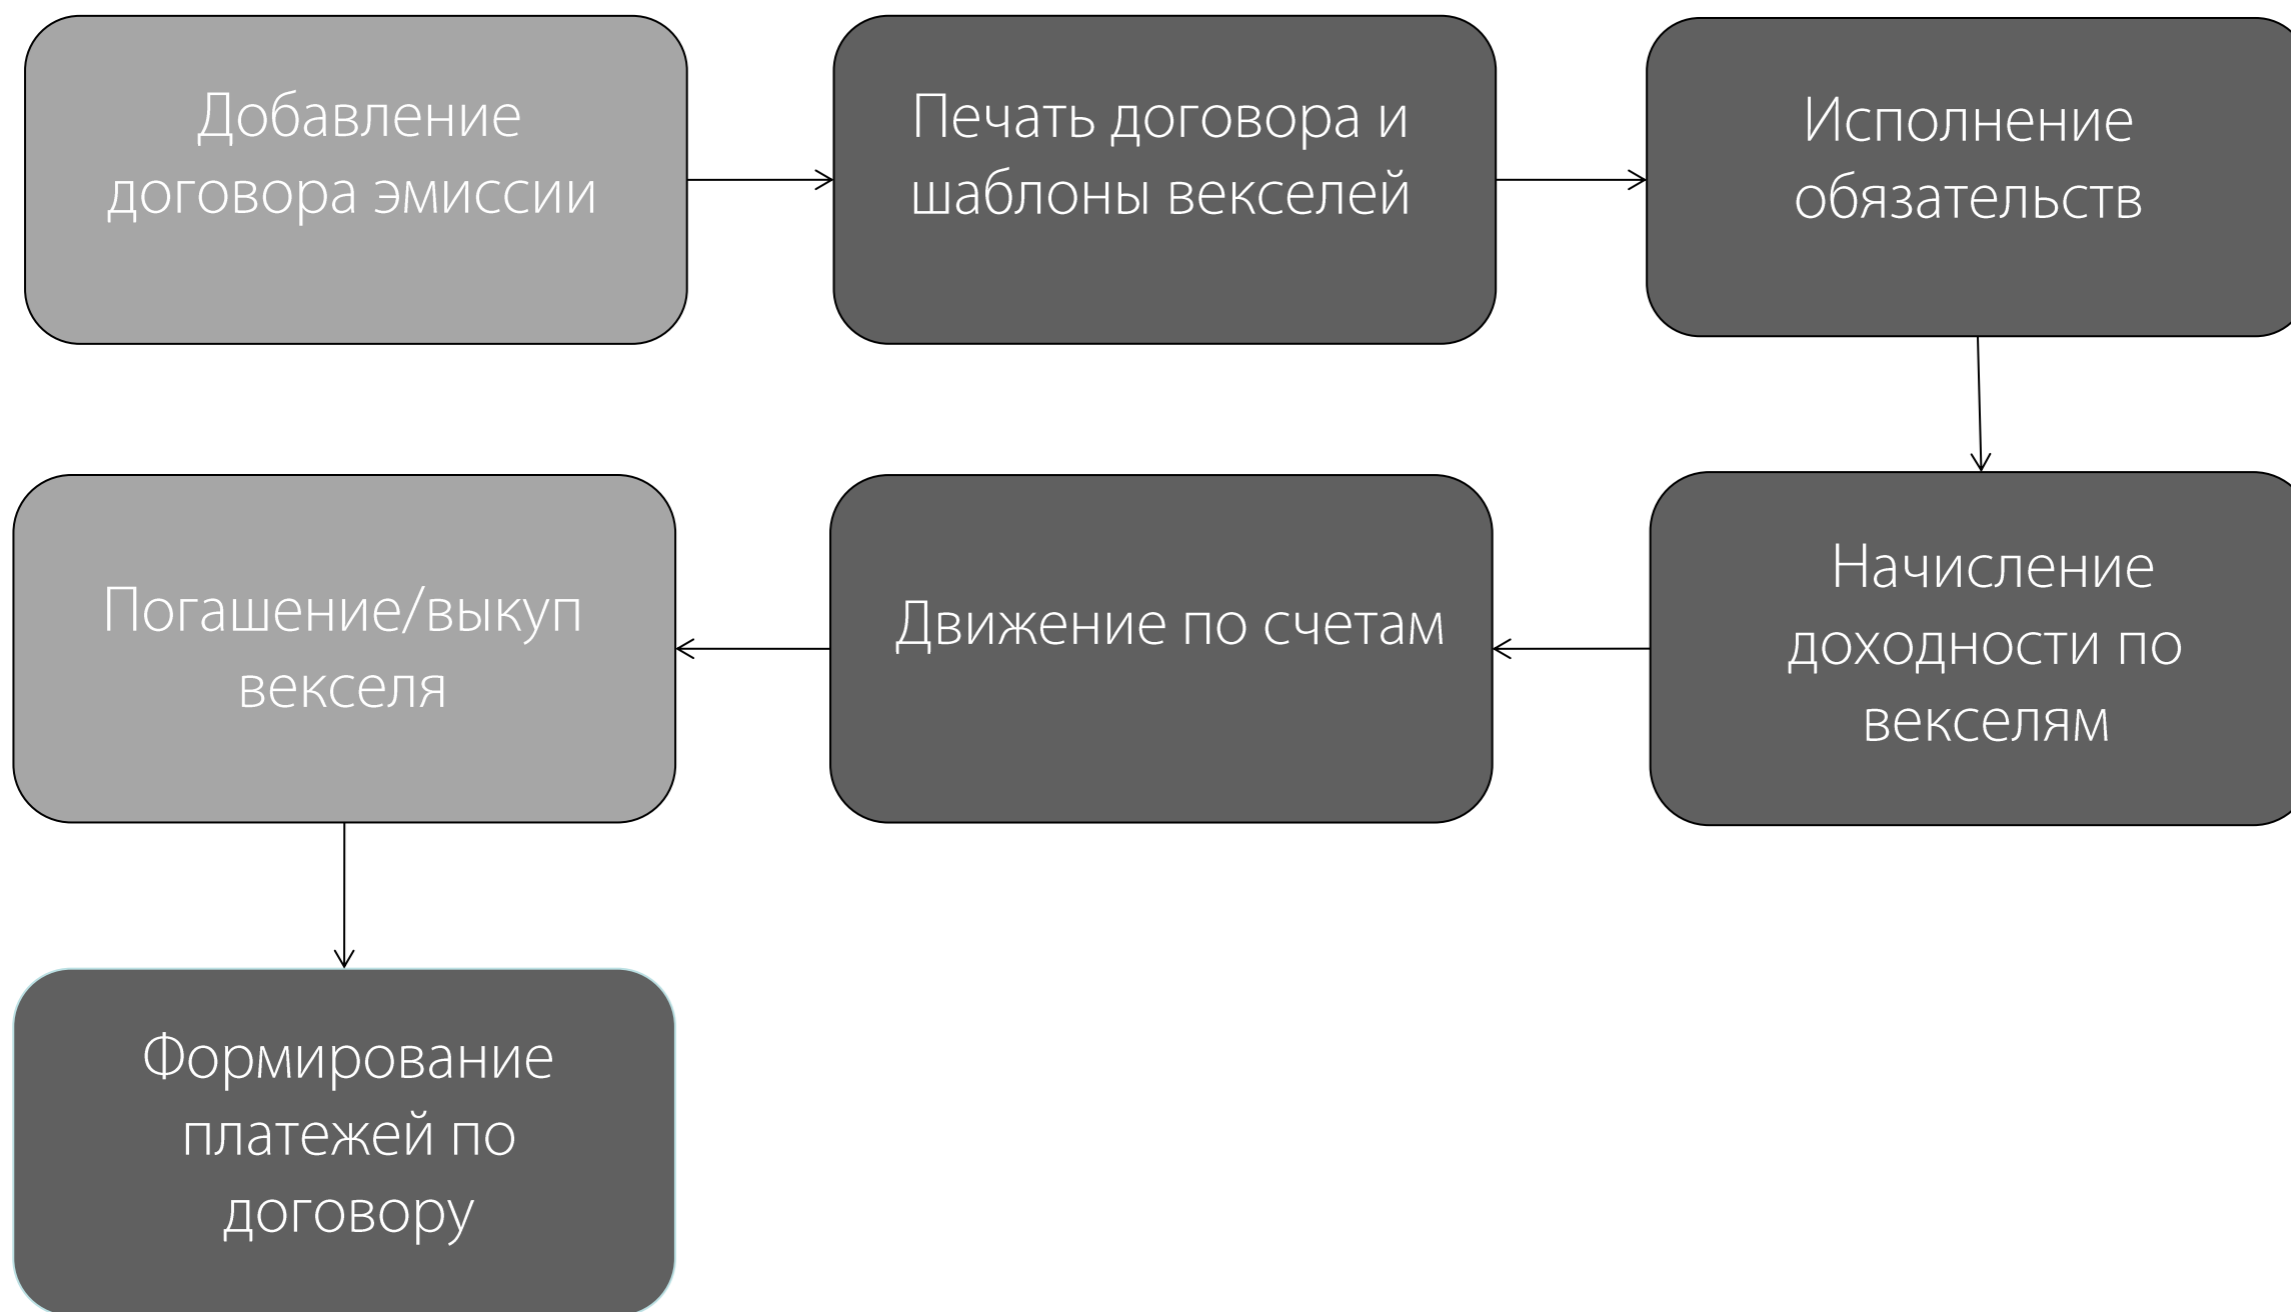 Добавление
договора эмиссии
Печать договора и
шаблоны векселей
Исполнение
обязательств
Начисление
доходности по
векселям
Движение по счетам
Погашение/выкуп
векселя
Формирование
платежей по
договору